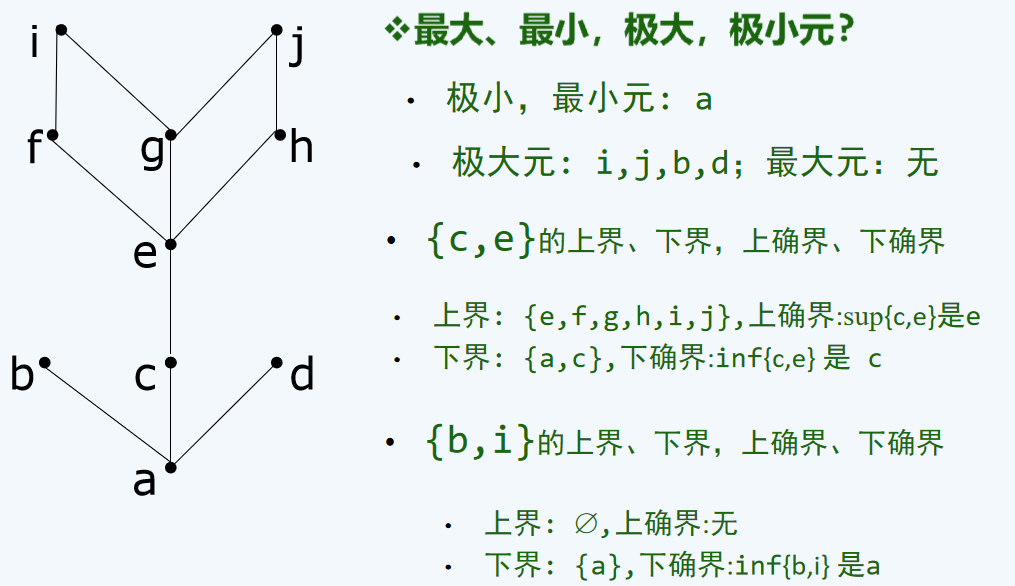 i
j
f
g
h
e
b
c
d
a
❖最大、最小，极大，极小元?
• 极小，最小元: a
• 极大元: i,j,b,d；最大元：无
• {c,e}的上界、下界，上确界、下确界
• 上界: {e,f,g,h,i,j},上确界:sup{c,e}是e
• 下界: {a,c},下确界:inf{c,e} 是 c
• {b,i}的上界、下界，上确界、下确界
• 上界: ∅,上确界:无
• 下界: {a},下确界:inf{b,i} 是a